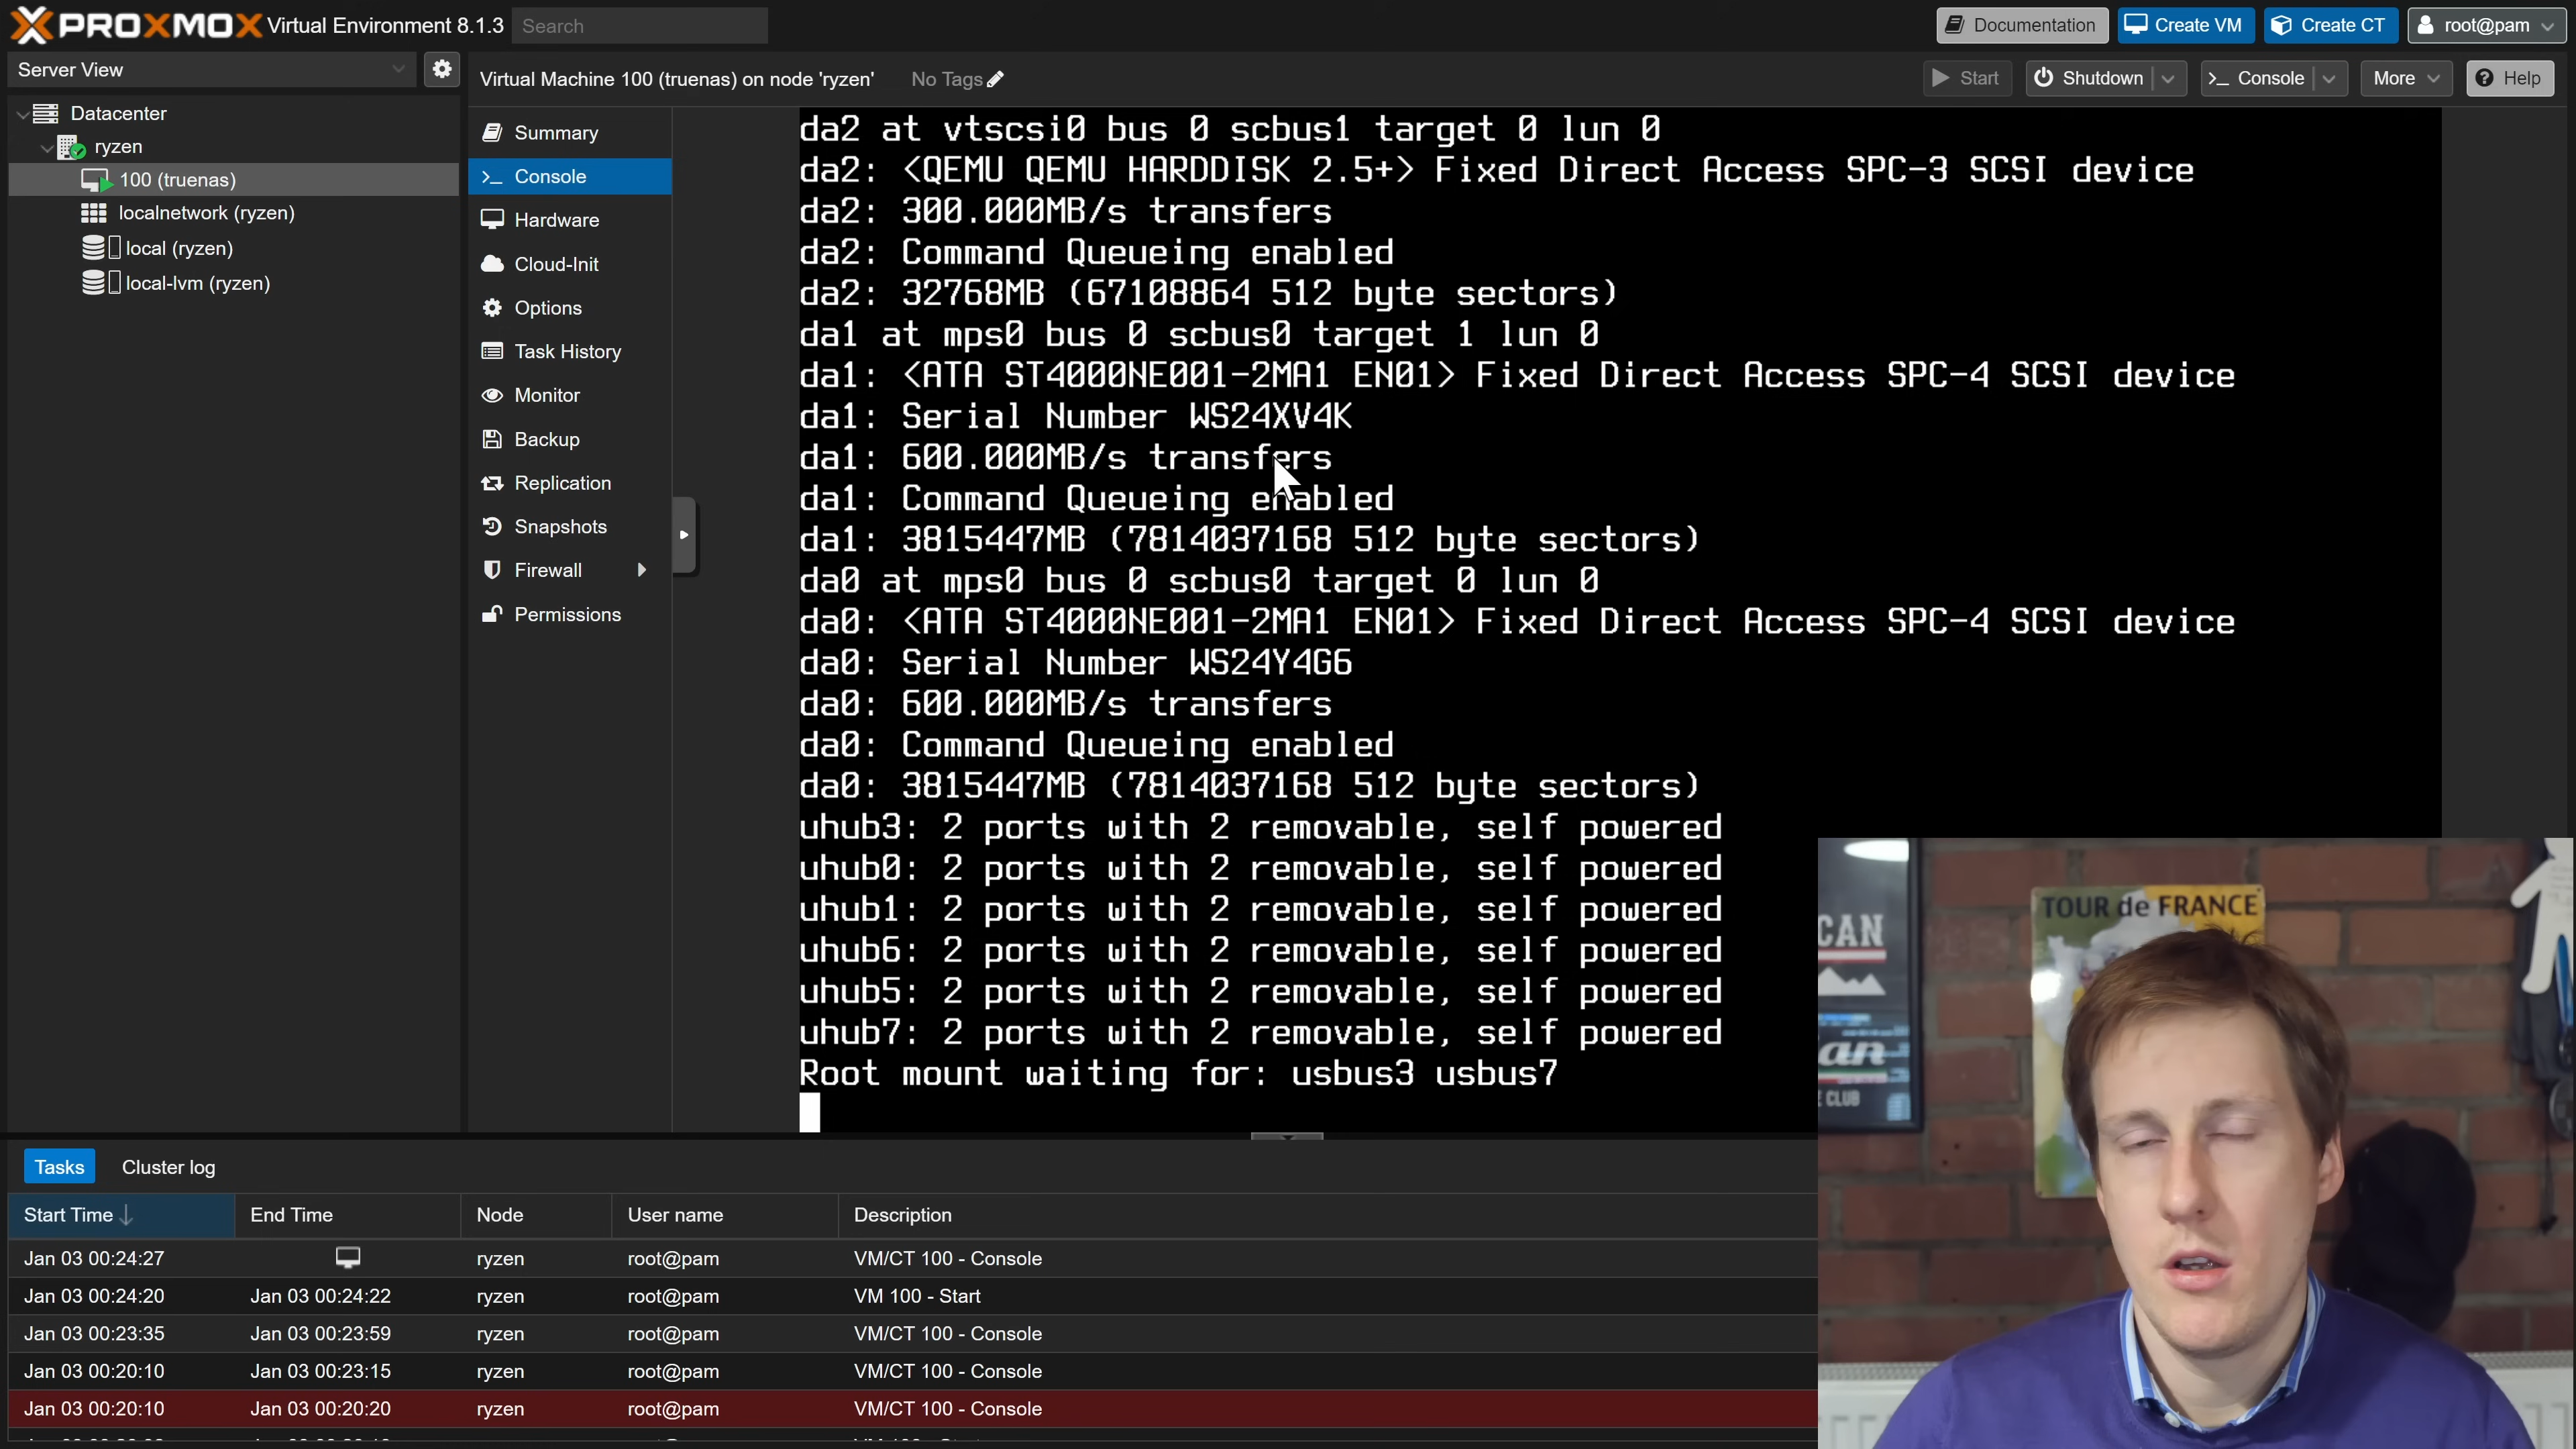 PROXMOX Virtual Environment 8.1.3 Search Documentation Create VM Create CT root@pam
Server View
Virtual Machine 100 (truenas) on node 'ryzen' No Tags Start Shutdown Console More Help
Datacenter
ryzen
100 (truenas)
localnetwork (ryzen)
local (ryzen)
local-lvm (ryzen)
Summary
Console
Hardware
Cloud-Init
Options
Task History
Monitor
Backup
Replication
Snapshots
Firewall
Permissions
da2 at vtscsi0 bus 0 scbus1 target 0 lun 0
da2: <QEMU QEMU HARDDISK 2.5+> Fixed Direct Access SPC-3 SCSI device
da2: 300.000MB/s transfers
da2: Command Queueing enabled
da2: 32768MB (67108864 512 byte sectors)
da1 at mps0 bus 0 scbus0 target 1 lun 0
da1: <ATA ST4000NE001-2MA1 EN01> Fixed Direct Access SPC-4 SCSI device
da1: Serial Number WS24XV4K
da1: 600.000MB/s transfers
da1: Command Queueing enabled
da1: 3815447MB (7814037168 512 byte sectors)
da0 at mps0 bus 0 scbus0 target 0 lun 0
da0: <ATA ST4000NE001-2MA1 EN01> Fixed Direct Access SPC-4 SCSI device
da0: Serial Number WS24Y4G6
da0: 600.000MB/s transfers
da0: Command Queueing enabled
da0: 3815447MB (7814037168 512 byte sectors)
uhub3: 2 ports with 2 removable, self powered
uhub0: 2 ports with 2 removable, self powered
uhub1: 2 ports with 2 removable, self powered
uhub6: 2 ports with 2 removable, self powered
uhub5: 2 ports with 2 removable, self powered
uhub7: 2 ports with 2 removable, self powered
Root mount waiting for: usbus3 usbus7
TOUR de FRANCE
CAN
an
CLUB
Tasks Cluster log
Start Time End Time Node User name Description
Jan 03 00:24:27 ryzen root@pam VM/CT 100 - Console
Jan 03 00:24:20 Jan 03 00:24:22 ryzen root@pam VM 100 - Start
Jan 03 00:23:35 Jan 03 00:23:59 ryzen root@pam VM/CT 100 - Console
Jan 03 00:20:10 Jan 03 00:23:15 ryzen root@pam VM/CT 100 - Console
Jan 03 00:20:10 Jan 03 00:20:20 ryzen root@pam VM/CT 100 - Console